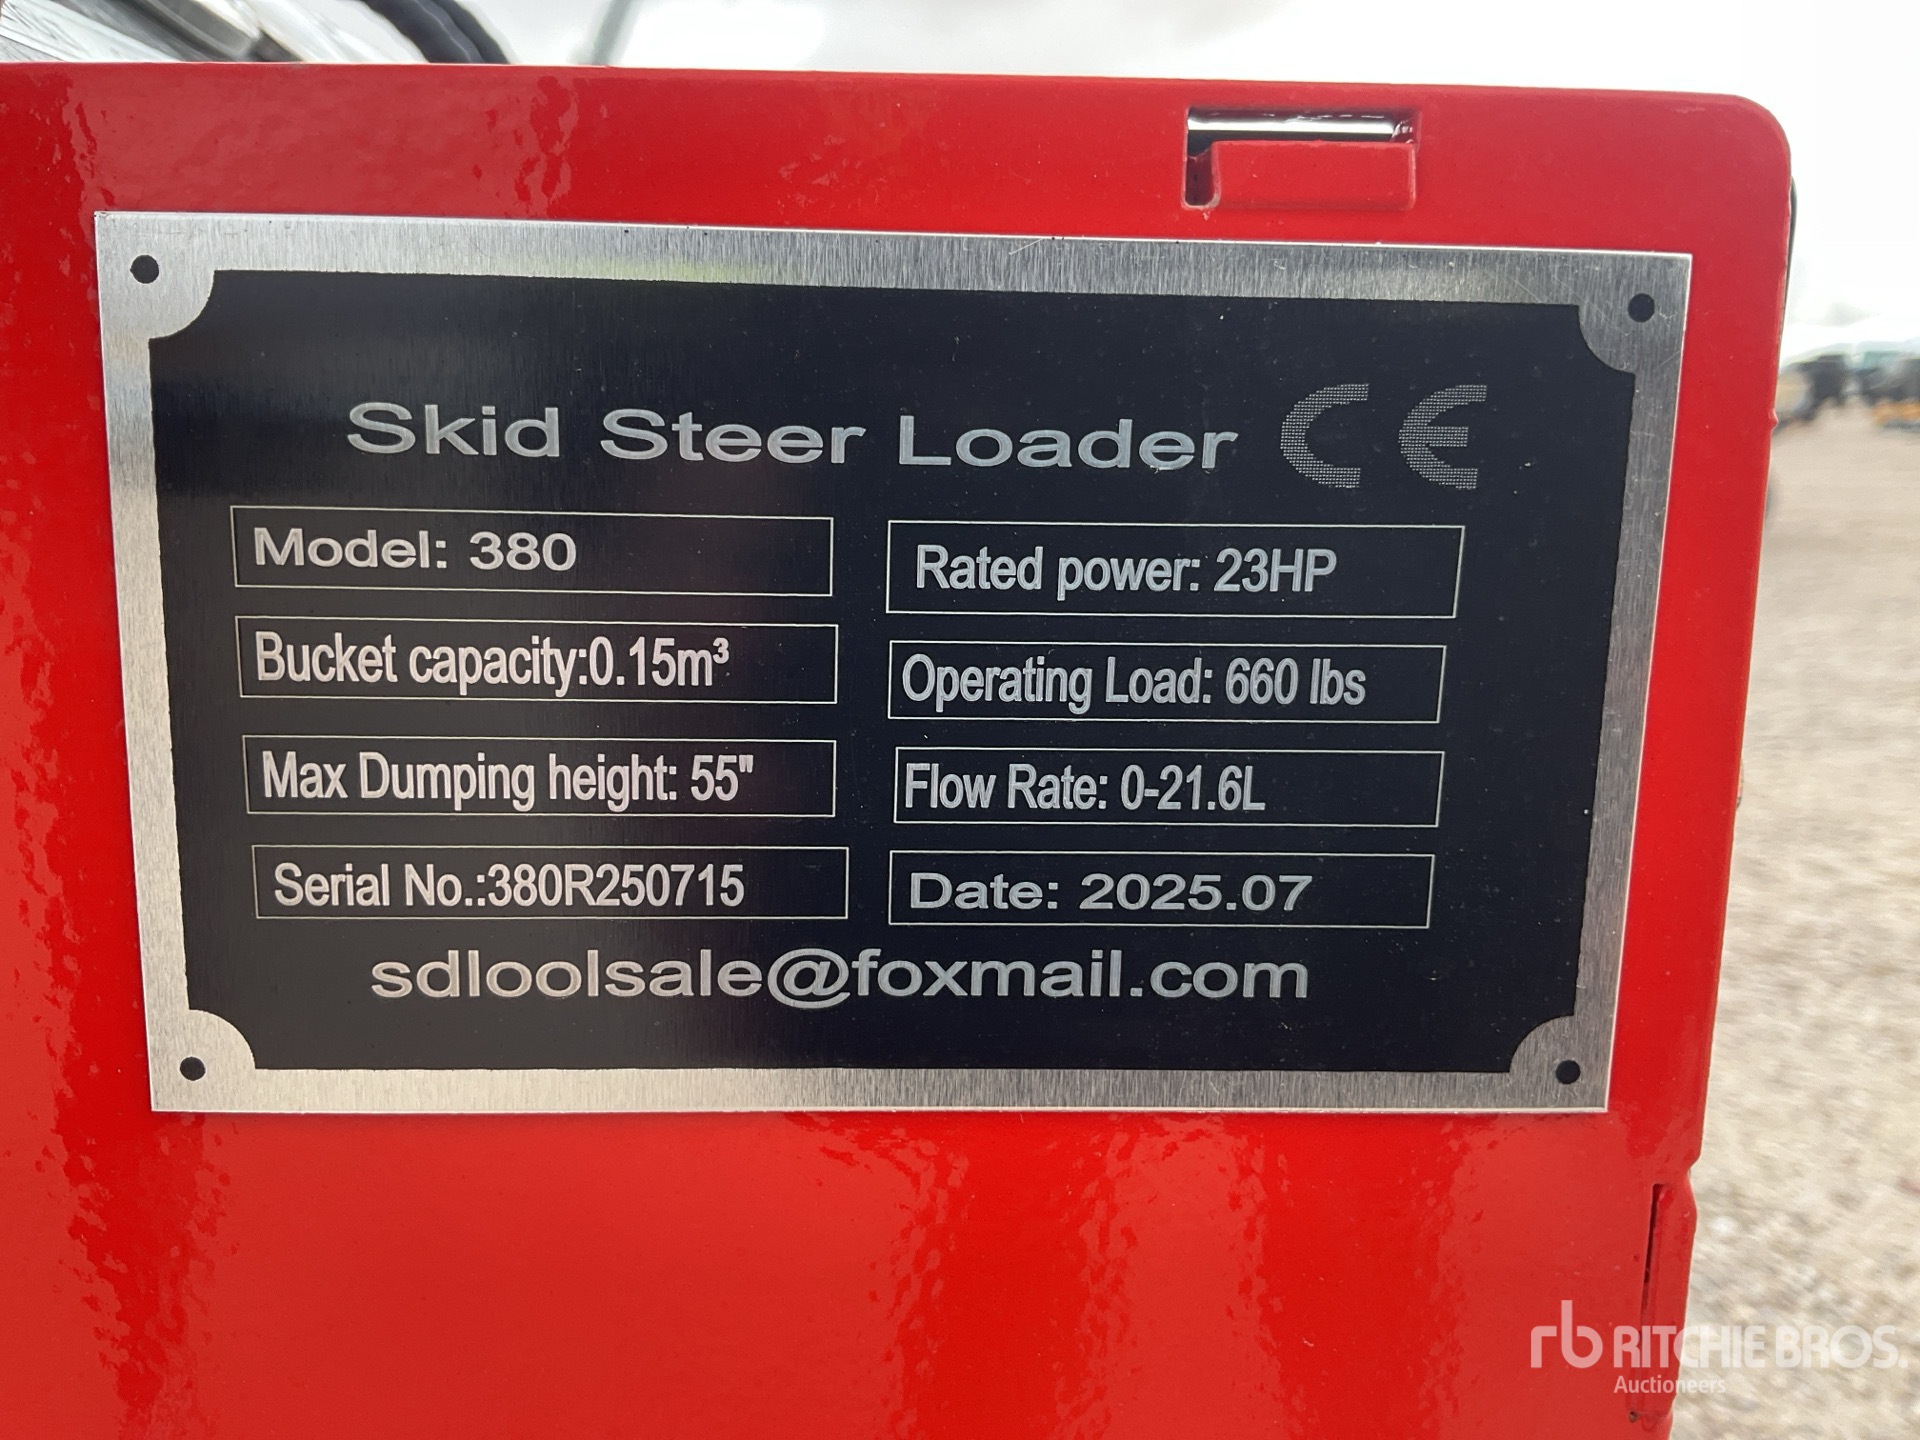 Skid Steer Loader CE
Model: 380
Rated power: 23HP
Bucket capacity:0.15m³
Operating Load: 660 lbs
Max Dumping height: 55"
Flow Rate: 0-21.6L
Serial No.:380R250715
Date: 2025.07
sdloolsale@foxmail.com
rb RITCHIE BROS.
Auctioneers